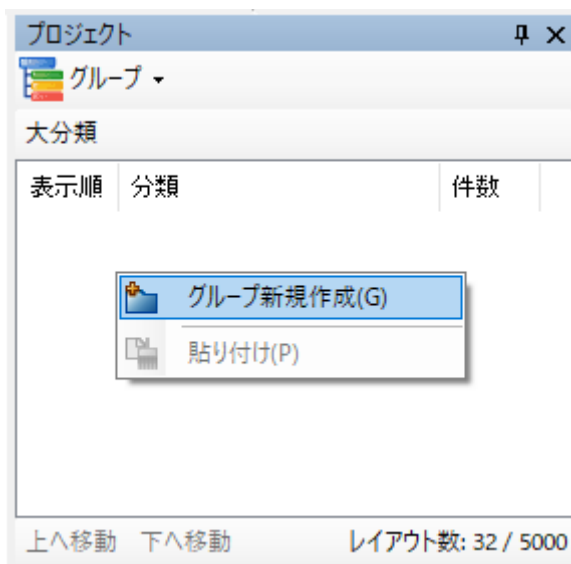 プロジェクト
グループ
大分類
表示順 分類 件数
グループ新規作成(G)
貼り付け(P)
上へ移動 下へ移動 レイアウト数: 32 / 5000